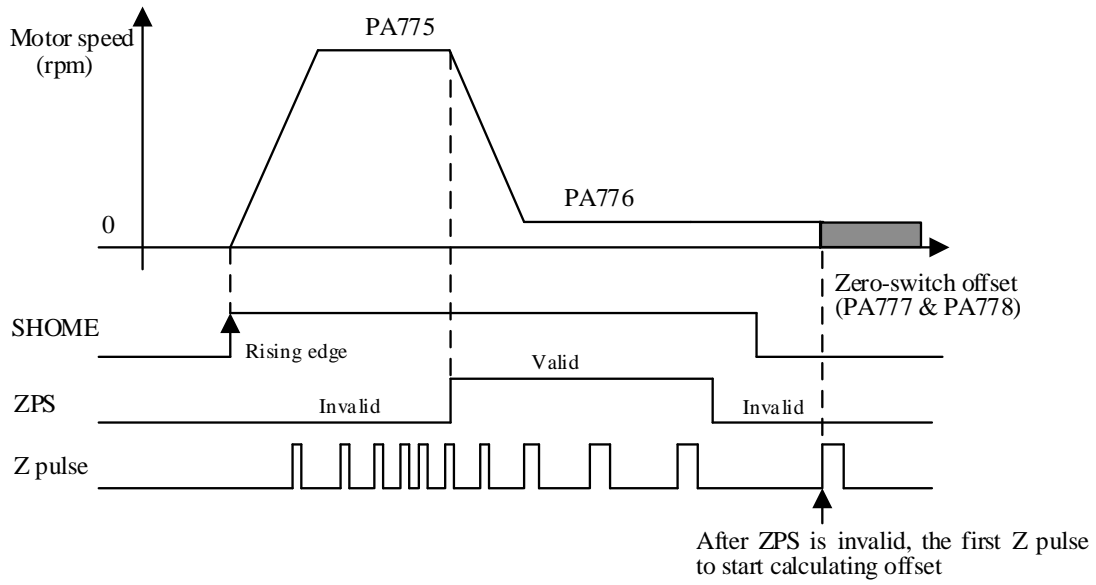 PA775
Motor speed
(rpm)
PA776
0
Zero-switch offset
(PA777 & PA778)
SHOME
Rising edge
Valid
ZPS
Invalid
Invalid
Z pulse
After ZPS is invalid, the first Z pulse
to start calculating offset